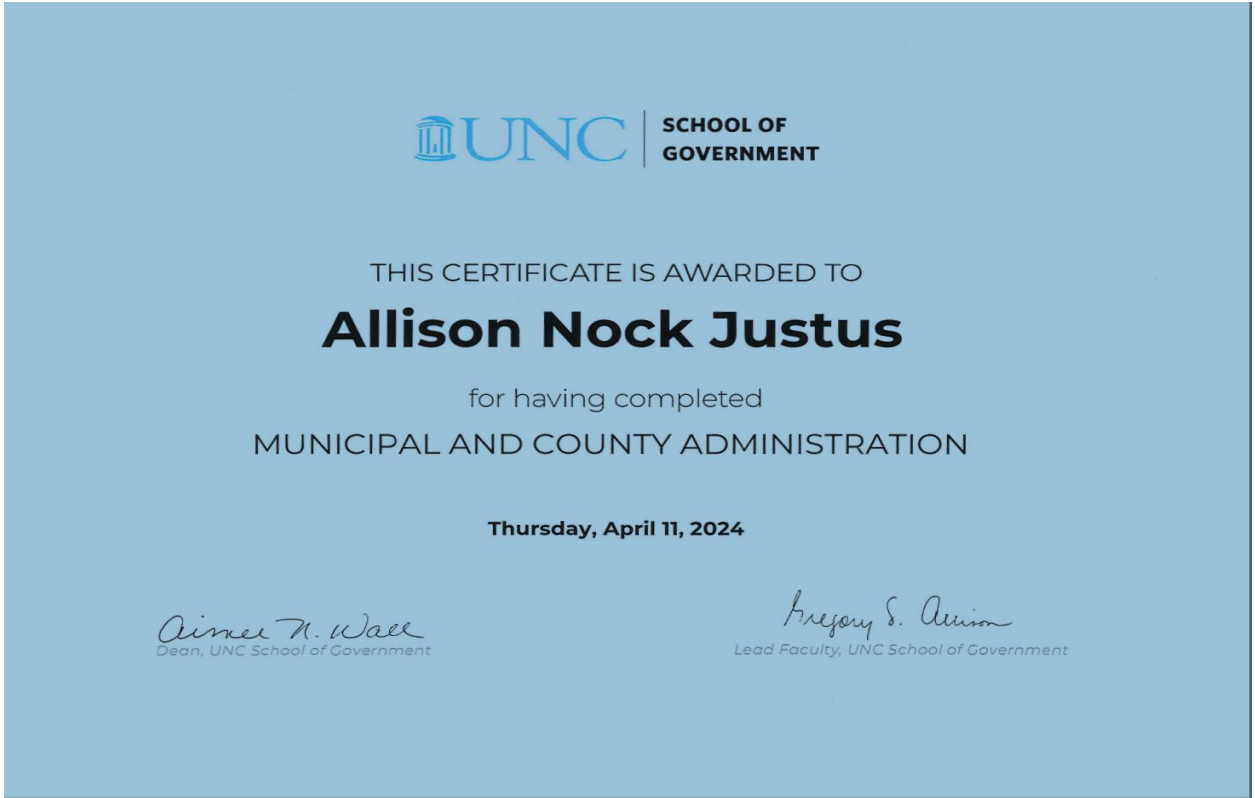 UNC
SCHOOL OF
GOVERNMENT
THIS CERTIFICATE IS AWARDED TO
Allison Nock Justus
for having completed
MUNICIPAL AND COUNTY ADMINISTRATION
Thursday, April 11, 2024
Aimee N. Wall
Dean, UNC School of Government
Gregory S. Allison
Lead Faculty, UNC School of Government